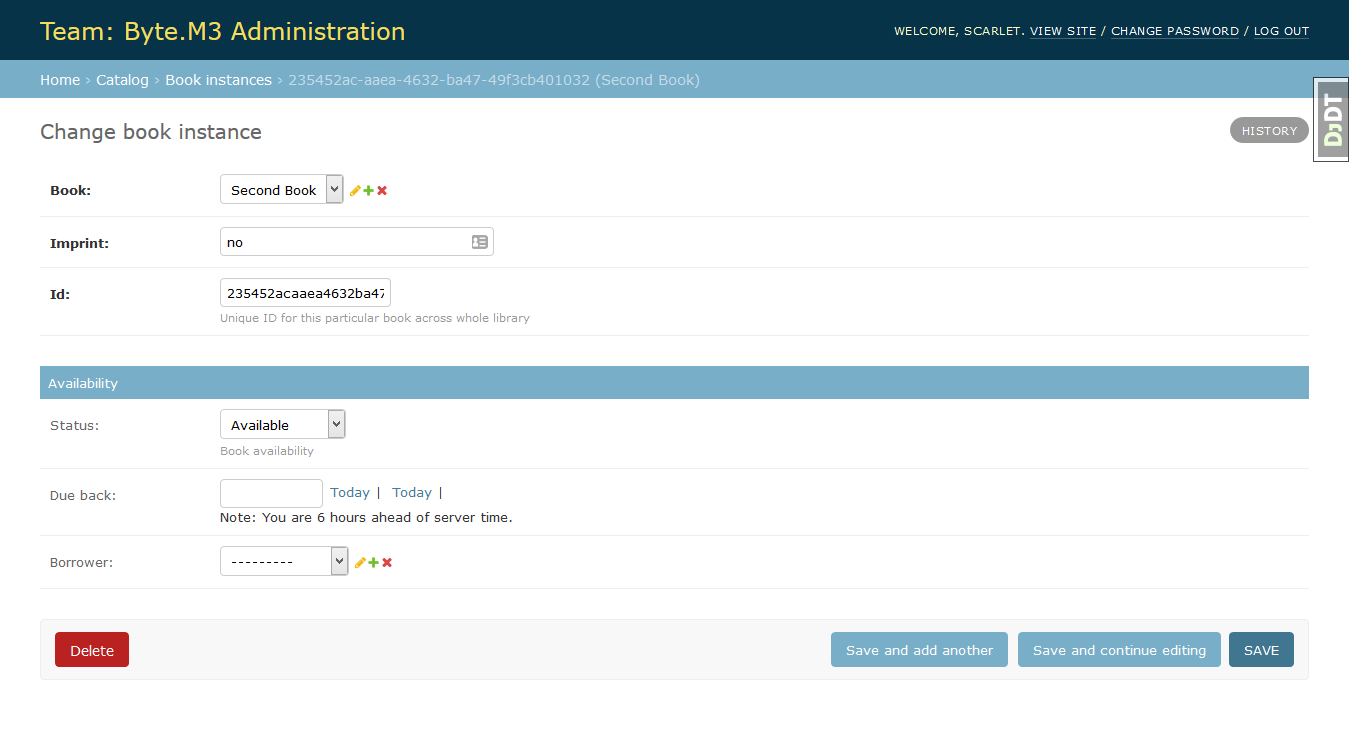 Team: Byte.M3 Administration
WELCOME, SCARLET. VIEW SITE / CHANGE PASSWORD / LOG OUT
Home › Catalog › Book instances › 235452ac-aaea-4632-ba47-49f3cb401032 (Second Book)
DjDT
Change book instance
HISTORY
Book: Second Book
Imprint: no
Id: 235452acaaea4632ba47
Unique ID for this particular book across whole library
Availability
Status: Available
Book availability
Due back: Today | Today |
Note: You are 6 hours ahead of server time.
Borrower: ---------
Delete Save and add another Save and continue editing SAVE